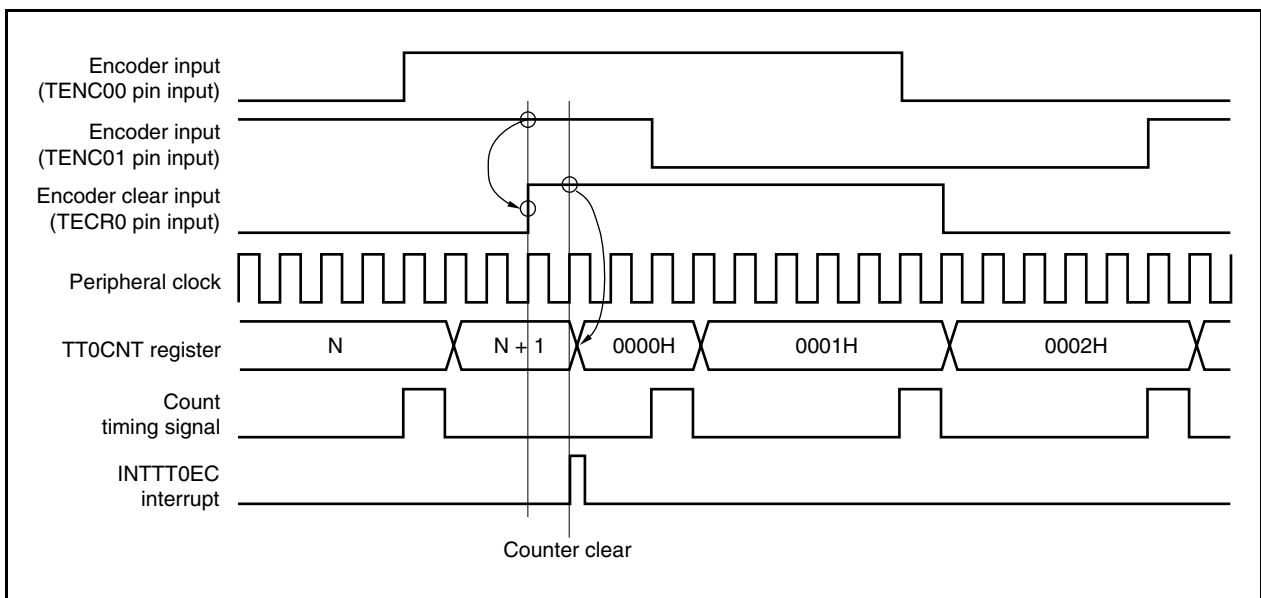 Encoder input
(TENC00 pin input)
Encoder input
(TENC01 pin input)
Encoder clear input
(TECR0 pin input)
Peripheral clock
TT0CNT register
N
N + 1
0000H
0001H
0002H
Count
timing signal
INTTT0EC
interrupt
Counter clear